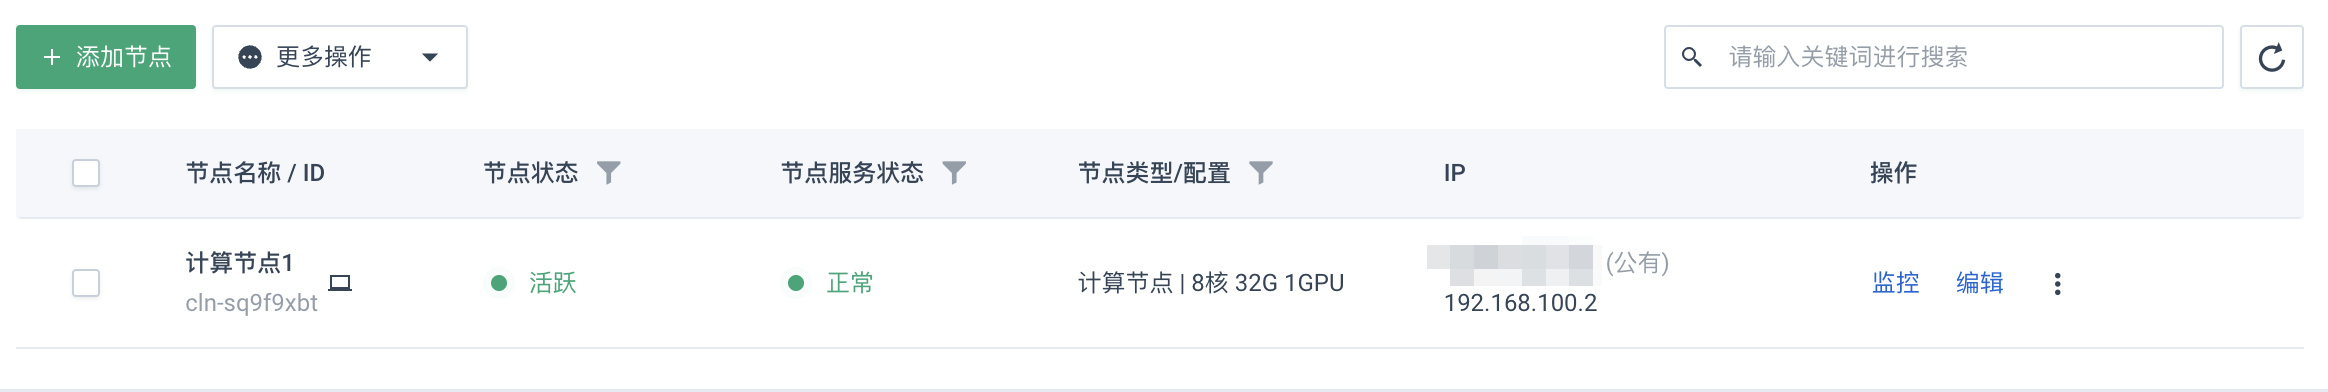 添加节点 更多操作 请输入关键词进行搜索
节点名称 / ID 节点状态 节点服务状态 节点类型/配置 IP 操作
计算节点1 (公有)
活跃 正常 计算节点 | 8核 32G 1GPU 监控 编辑
cln-sq9f9xbt 192.168.100.2